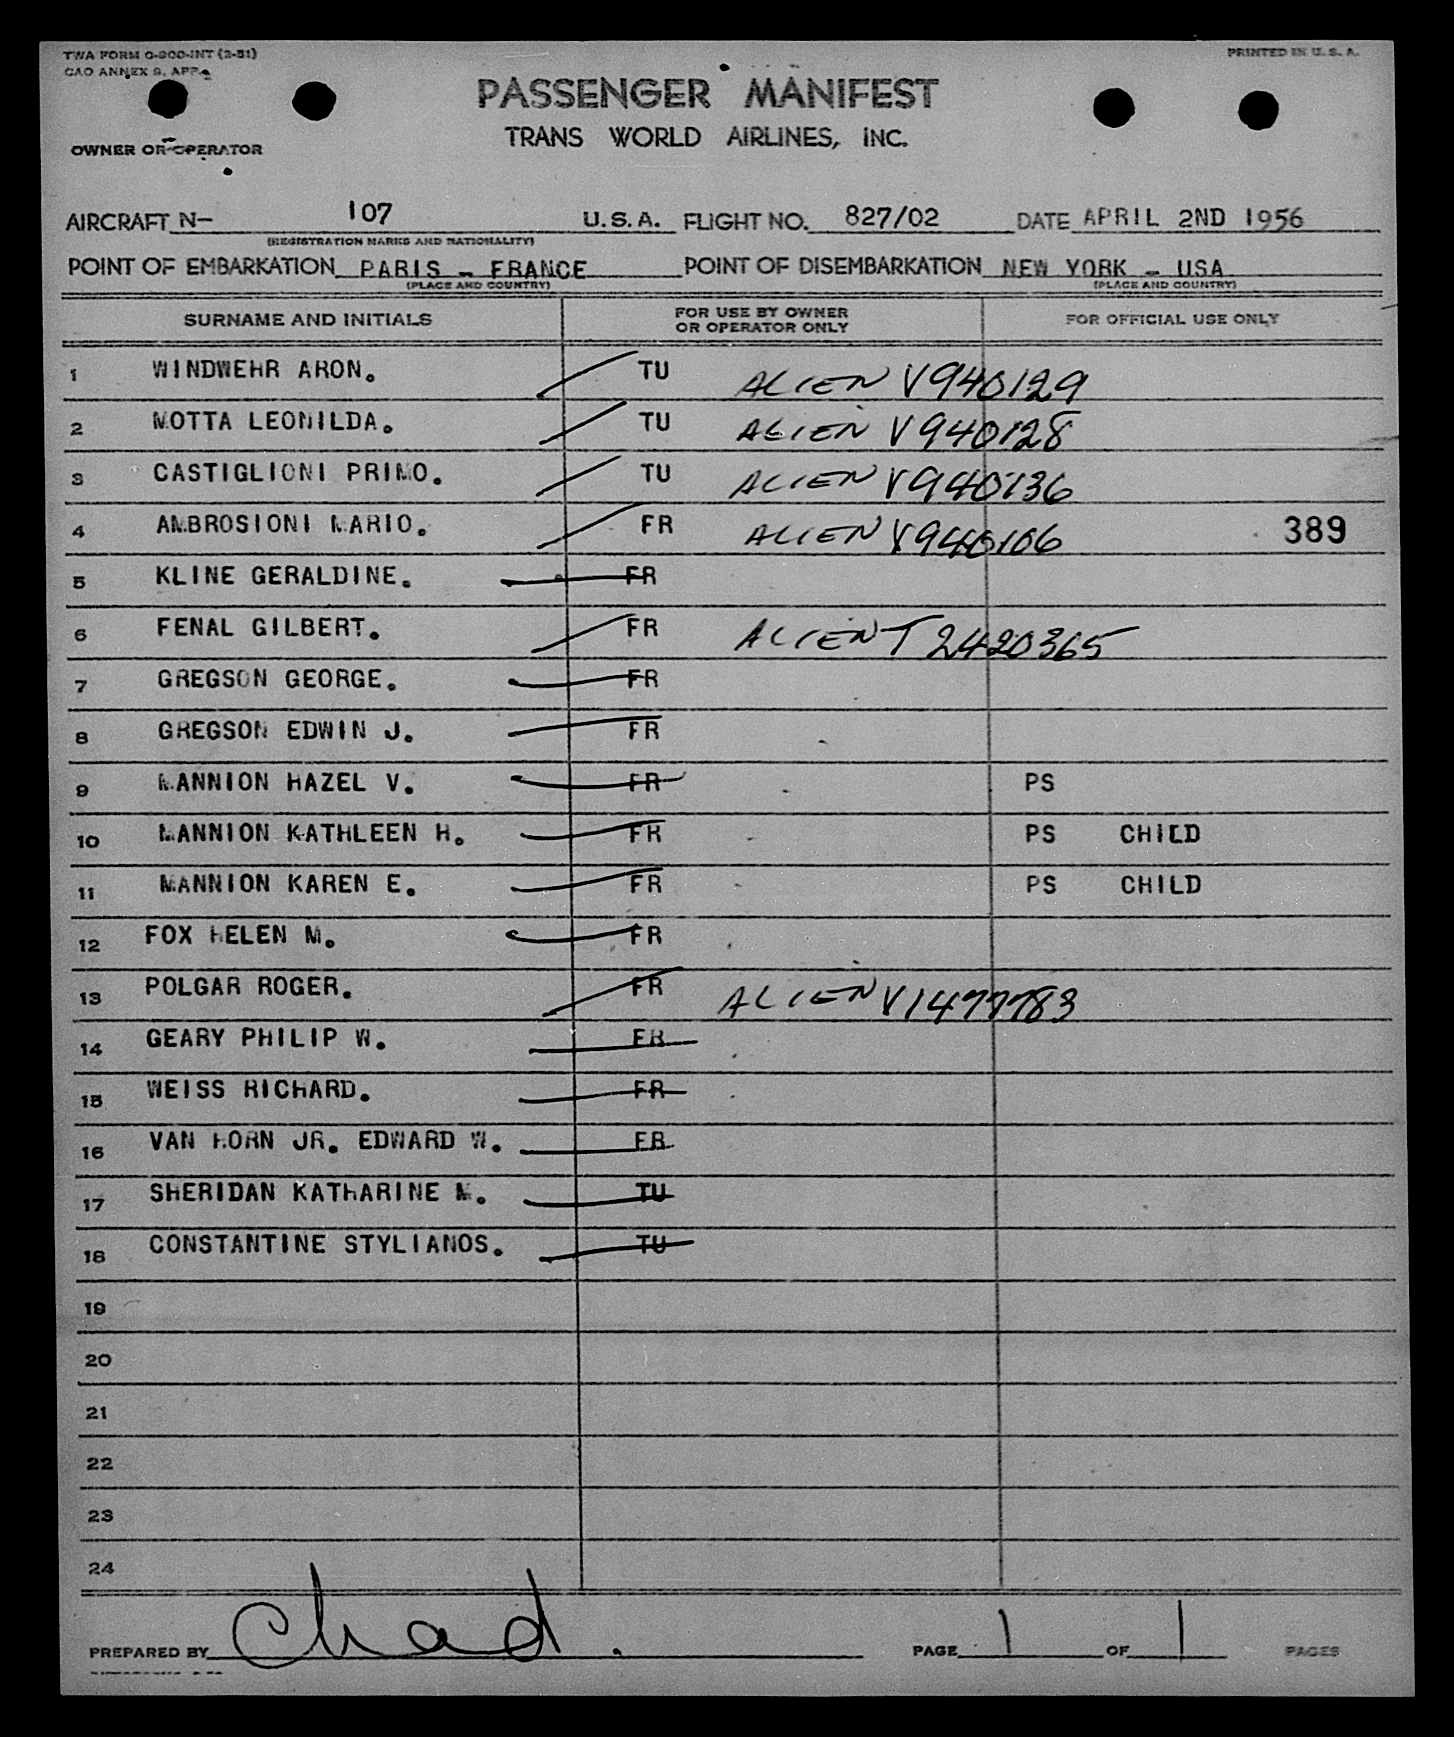 TWA FORM O-200-INT (2-51)
PRINTED IN U. S. A.
CAO ANNEX 9, APP.
PASSENGER MANIFEST
TRANS WORLD AIRLINES, INC.
OWNER OR OPERATOR
AIRCRAFT N- 107 U. S. A. FLIGHT NO. 827/02 DATE APRIL 2ND 1956
(REGISTRATION MARKS AND NATIONALITY)
POINT OF EMBARKATION PARIS - FRANCE POINT OF DISEMBARKATION NEW YORK - USA
(PLACE AND COUNTRY) (PLACE AND COUNTRY)
SURNAME AND INITIALS FOR USE BY OWNER OR OPERATOR ONLY FOR OFFICIAL USE ONLY
1 WINDWEHR ARON. TU ALIEN V940129
2 MOTTA LEONILDA. TU ALIEN V940128
3 CASTIGLIONI PRIMO. TU ALIEN V940136
4 AMBROSIONI MARIO. FR ALIEN V940106 389
5 KLINE GERALDINE. FR
6 FENAL GILBERT. FR ALIEN T2420365
7 GREGSON GEORGE. FR
8 GREGSON EDWIN J. FR
9 MANNION HAZEL V. FR PS
10 MANNION KATHLEEN H. FR PS CHILD
11 MANNION KAREN E. FR PS CHILD
12 FOX HELEN M. FR
13 POLGAR ROGER. FR ALIEN V1477783
14 GEARY PHILIP W. FR
15 WEISS RICHARD. FR
16 VAN HORN JR. EDWARD W. FR
17 SHERIDAN KATHARINE M. TU
18 CONSTANTINE STYLIANOS. TU
19
20
21
22
23
24
PREPARED BY Chad . PAGE 1 OF 1 PAGES